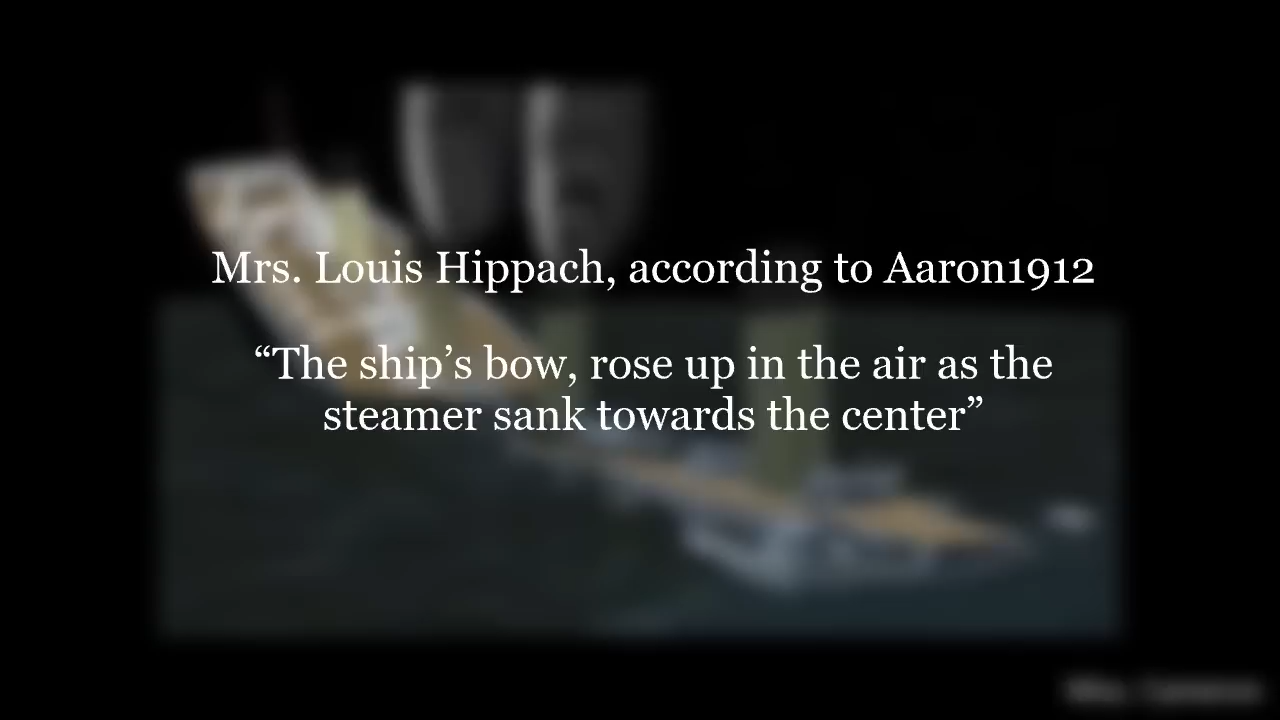 Mrs. Louis Hippach, according to Aaron1912
“The ship’s bow, rose up in the air as the
steamer sank towards the center”